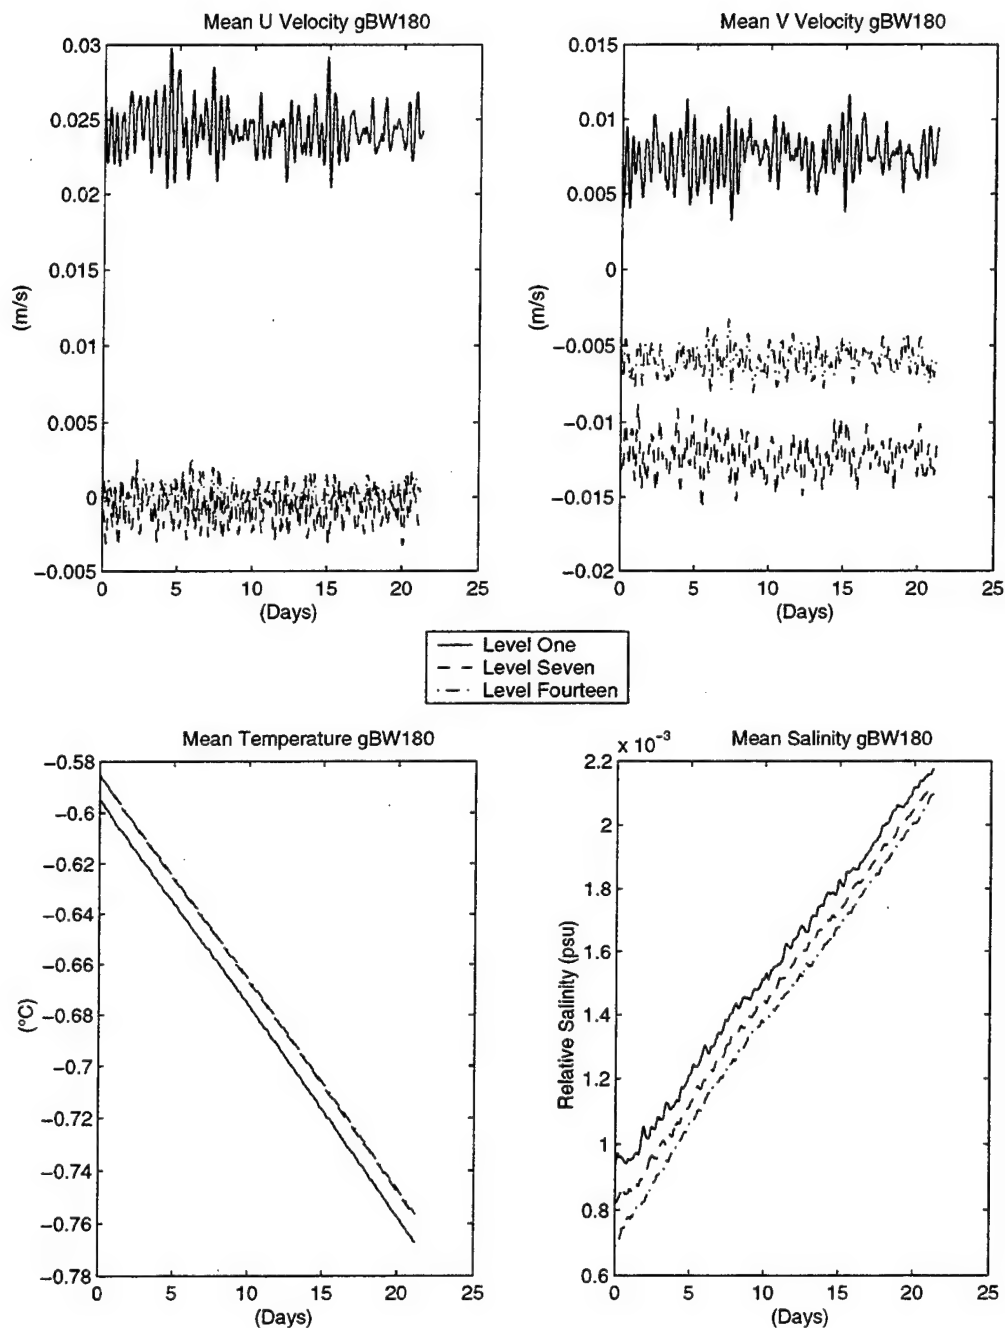 Mean U Velocity gBW180
0.03
0.025
0.02
0.015
0.01
0.005
0
−0.005
(m/s)
0 5 10 15 20 25
(Days)
Mean V Velocity gBW180
0.015
0.01
0.005
0
−0.005
−0.01
−0.015
−0.02
(m/s)
0 5 10 15 20 25
(Days)
Level One
Level Seven
Level Fourteen
Mean Temperature gBW180
−0.58
−0.6
−0.62
−0.64
−0.66
−0.68
−0.7
−0.72
−0.74
−0.76
−0.78
(°C)
0 5 10 15 20 25
(Days)
x 10⁻³
Mean Salinity gBW180
2.2
2
1.8
1.6
1.4
1.2
1
0.8
0.6
Relative Salinity (psu)
0 5 10 15 20 25
(Days)